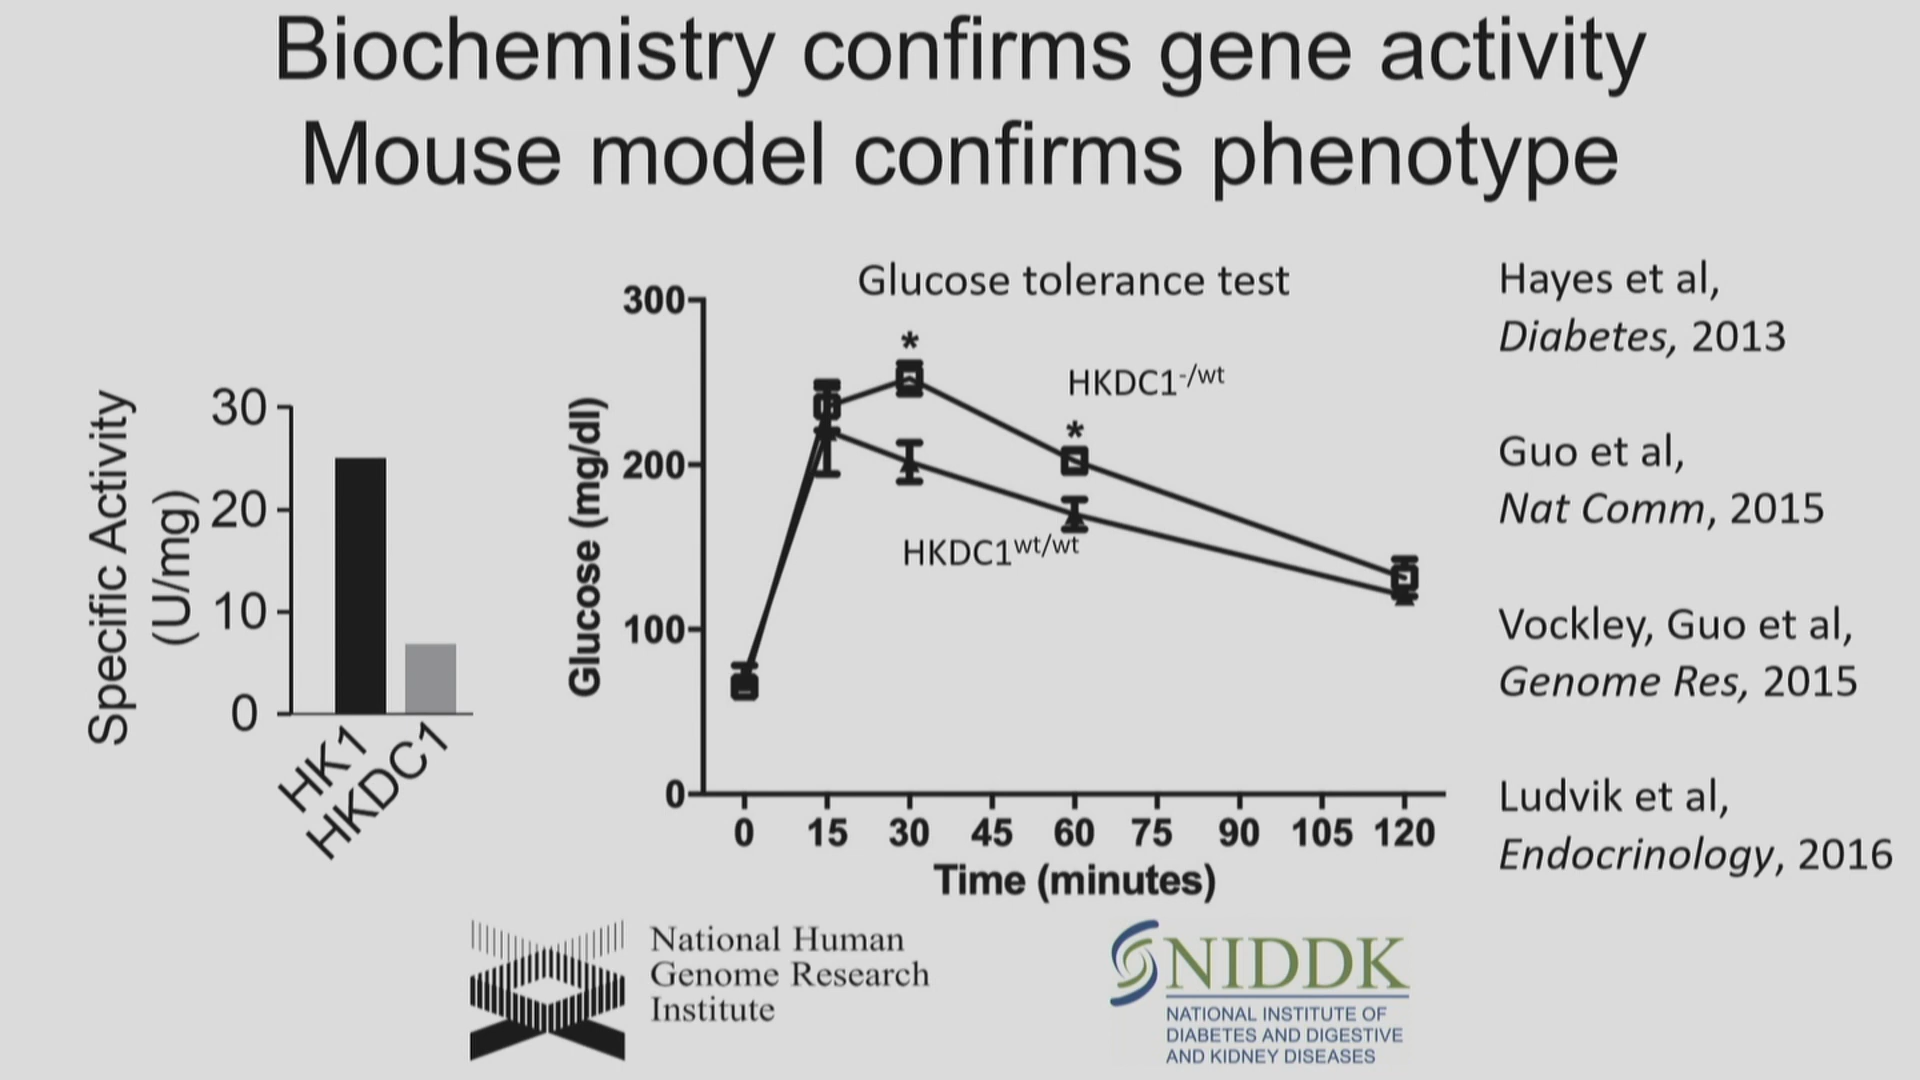 Biochemistry confirms gene activity
Mouse model confirms phenotype
Specific Activity
(U/mg)
30
20
10
0
HK1
HKDC1
Glucose tolerance test
Glucose (mg/dl)
300
200
100
0
*
*
HKDC1-/wt
HKDC1wt/wt
0 15 30 45 60 75 90 105 120
Time (minutes)
Hayes et al,
Diabetes, 2013
Guo et al,
Nat Comm, 2015
Vockley, Guo et al,
Genome Res, 2015
Ludvik et al,
Endocrinology, 2016
National Human
Genome Research
Institute
NIDDK
NATIONAL INSTITUTE OF
DIABETES AND DIGESTIVE
AND KIDNEY DISEASES